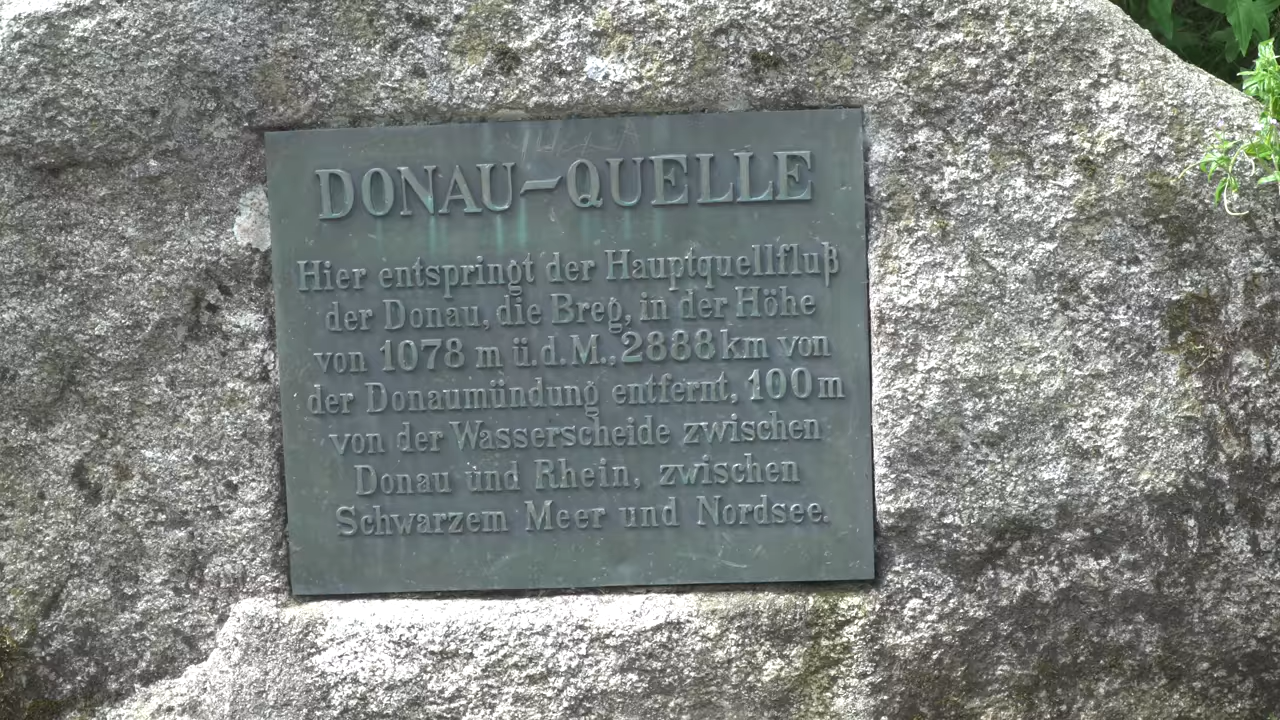 DONAU-QUELLE
Hier entspringt der Hauptquellfluß
der Donau, die Breg, in der Höhe
von 1078 m ü.d.M., 2888 km von
der Donaumündung entfernt, 100 m
von der Wasserscheide zwischen
Donau und Rhein, zwischen
Schwarzem Meer und Nordsee.